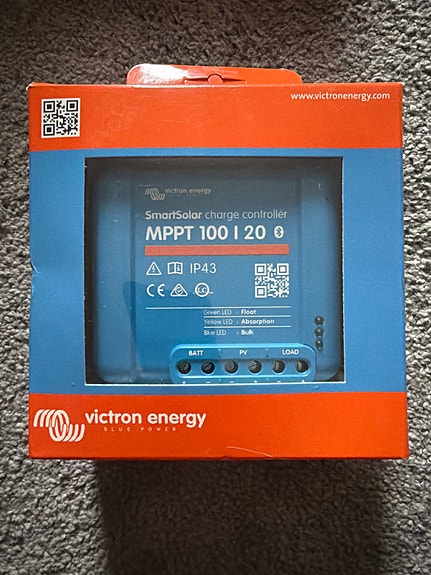 www.victronenergy.com
victron energy
SmartSolar charge controller
MPPT 100 | 20
IP43
CE
Green LED : Float
Yellow LED : Absorption
Blue LED : Bulk
BATT PV LOAD
+ − − + + −
victron energy
BLUE POWER